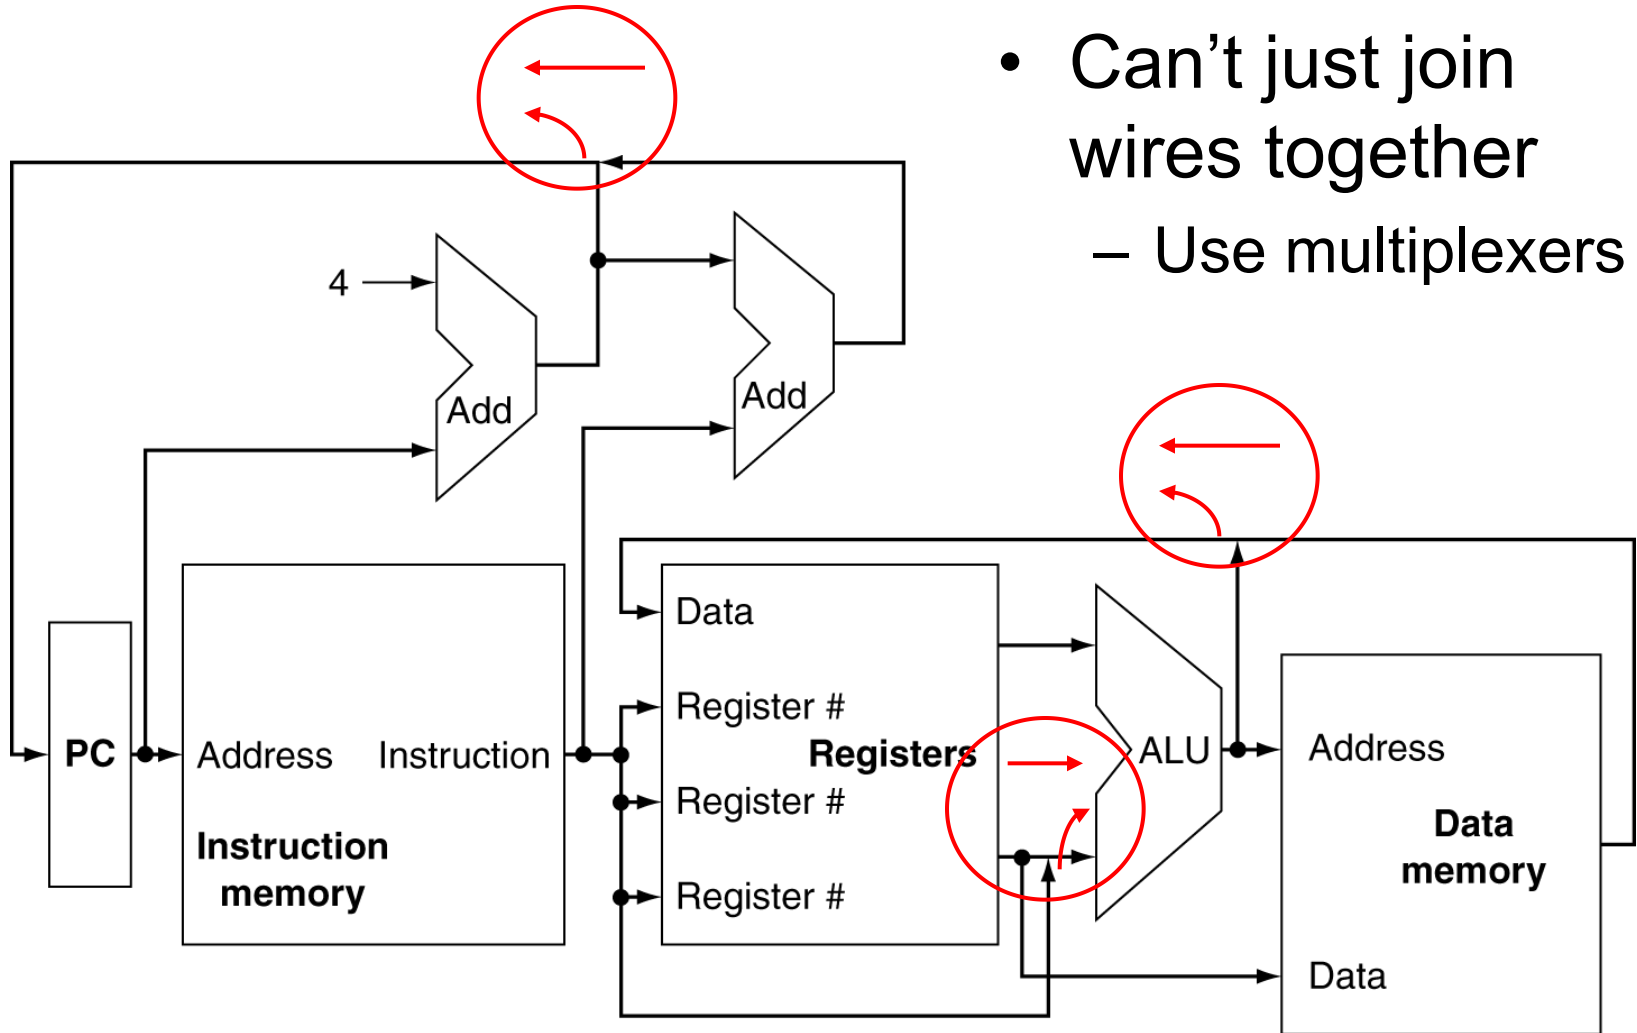 • Can’t just join
wires together
– Use multiplexers
4
Add
Add
PC
Address
Instruction
Instruction
memory
Data
Register #
Registers
Register #
Register #
ALU
Address
Data
memory
Data